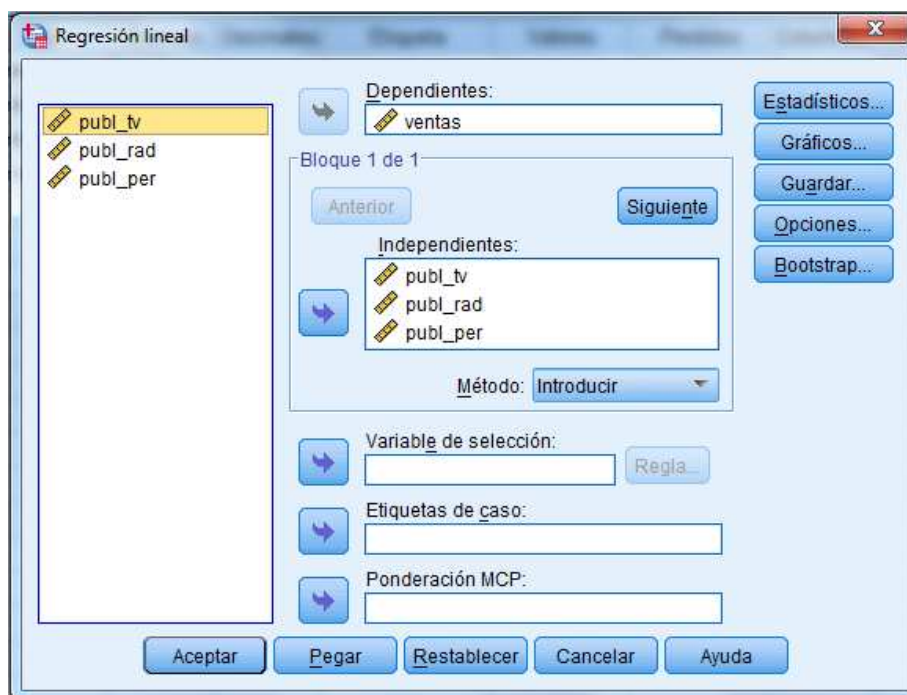 Regresión lineal
publ_tv
publ_rad
publ_per
Dependientes:
ventas
Bloque 1 de 1
Anterior
Siguiente
Independientes:
publ_tv
publ_rad
publ_per
Método:
Introducir
Variable de selección:
Regla...
Etiquetas de caso:
Ponderación MCP:
Estadísticos...
Gráficos...
Guardar...
Opciones...
Bootstrap...
Aceptar
Pegar
Restablecer
Cancelar
Ayuda